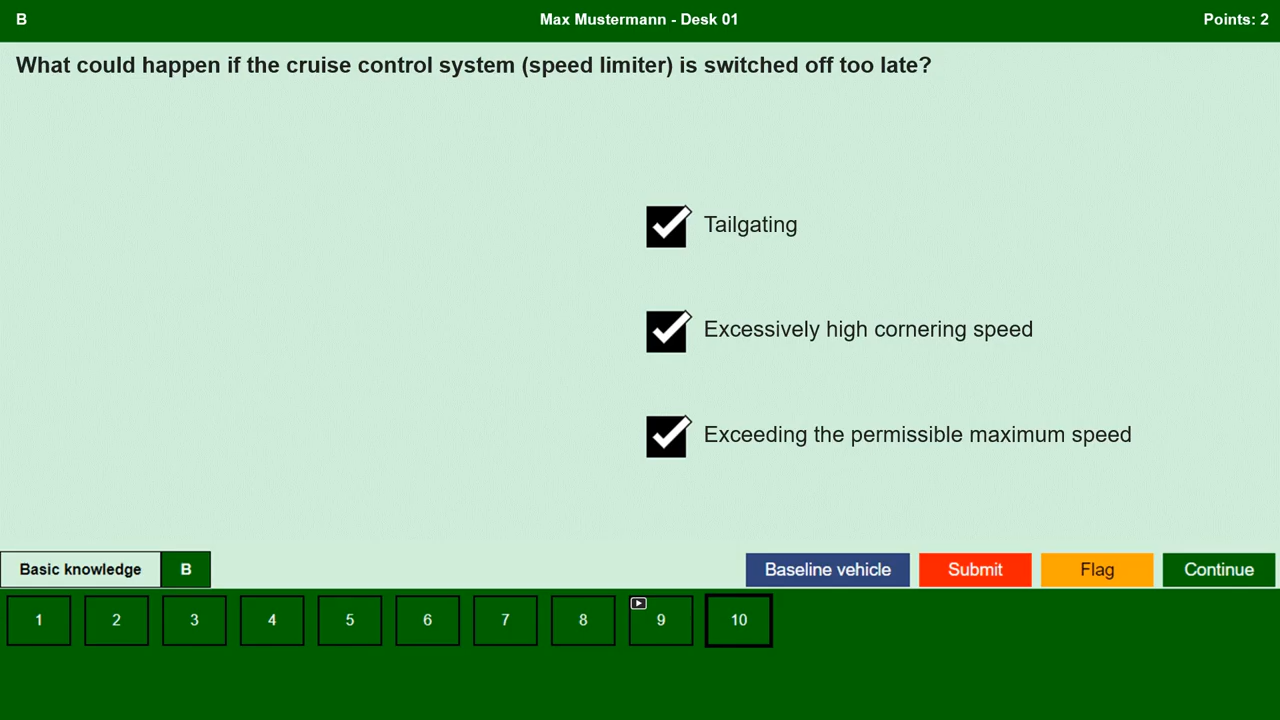 B
Max Mustermann - Desk 01
Points: 2
What could happen if the cruise control system (speed limiter) is switched off too late?
Tailgating
Excessively high cornering speed
Exceeding the permissible maximum speed
Basic knowledge
B
Baseline vehicle
Submit
Flag
Continue
1
2
3
4
5
6
7
8
9
10